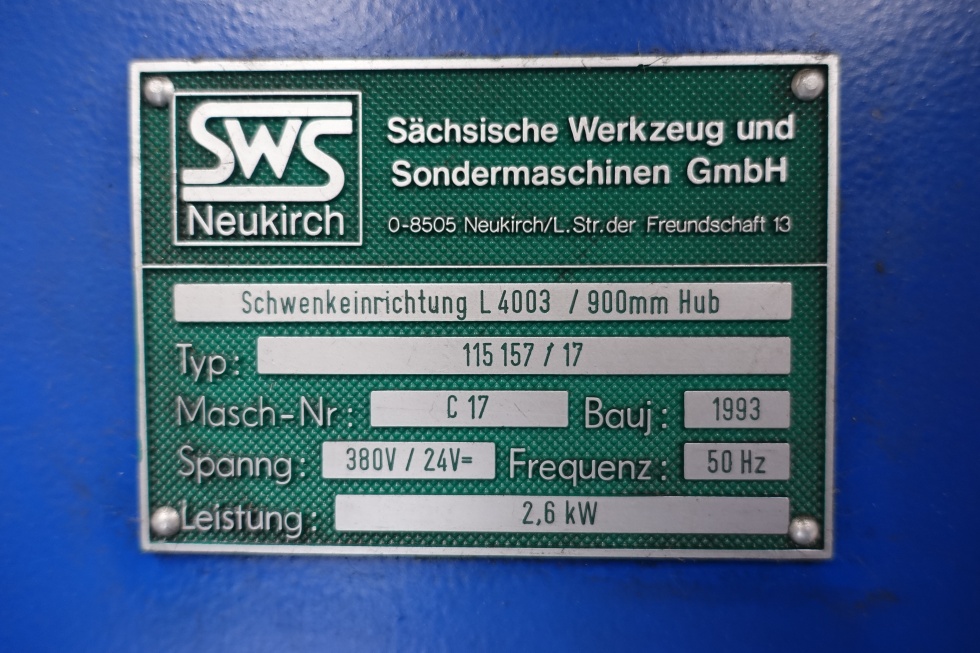 SWS
Neukirch
Sächsische Werkzeug und
Sondermaschinen GmbH
0-8505 Neukirch/L.Str.der Freundschaft 13
Schwenkeinrichtung L 4003 / 900mm Hub
Typ: 115 157 / 17
Masch-Nr.: C 17 Bauj: 1993
Spanng: 380V / 24V= Frequenz: 50 Hz
Leistung: 2,6 kW